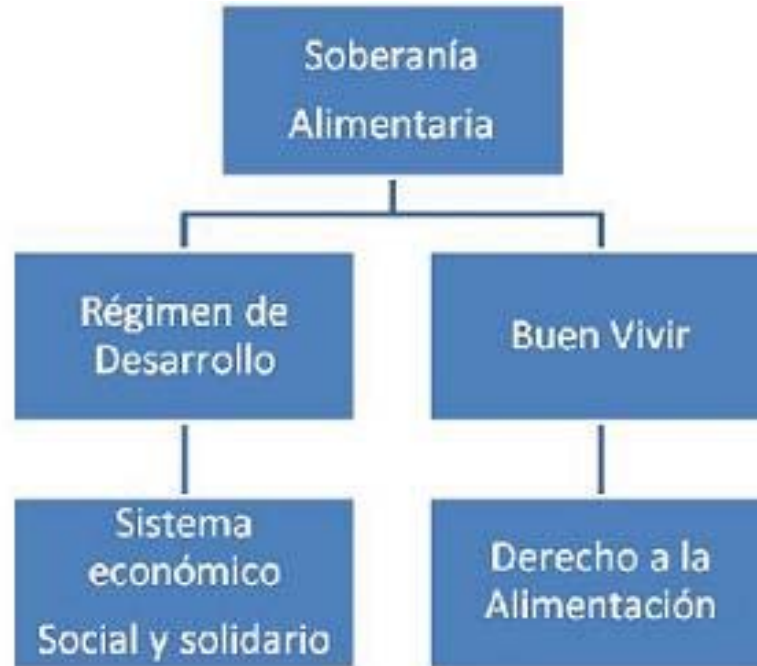 Soberanía
Alimentaria
Régimen de
Desarrollo
Buen Vivir
Sistema
económico
Social y solidario
Derecho a la
Alimentación